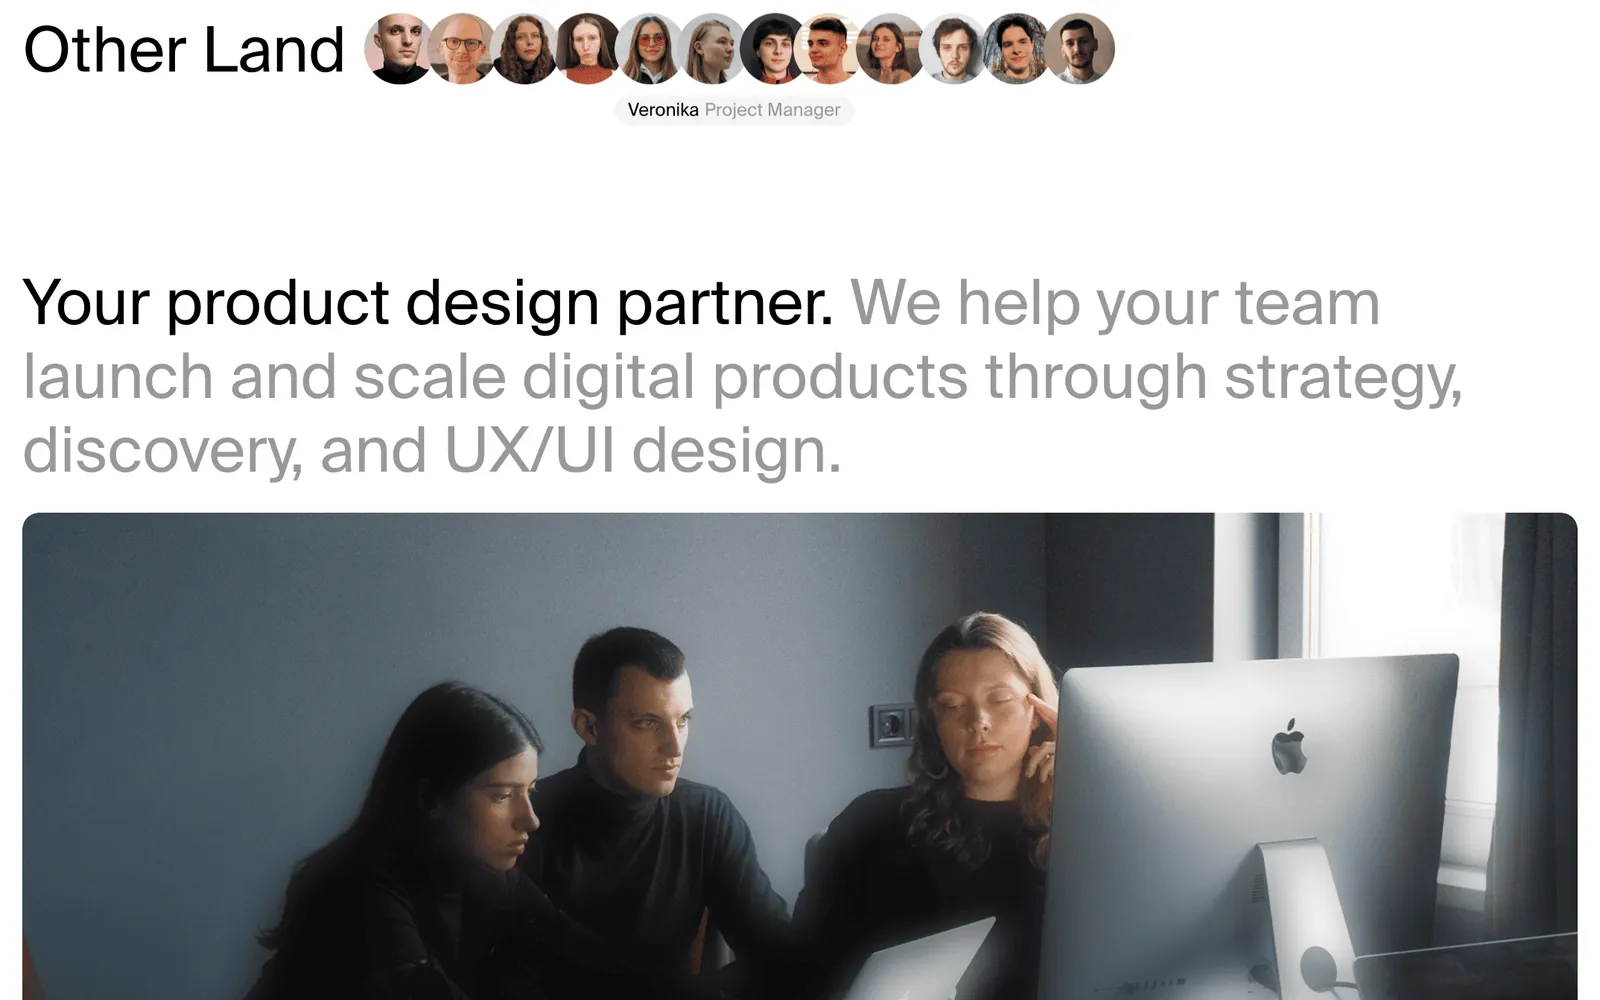 Other Land
Veronika Project Manager
Your product design partner. We help your team
launch and scale digital products through strategy,
discovery, and UX/UI design.